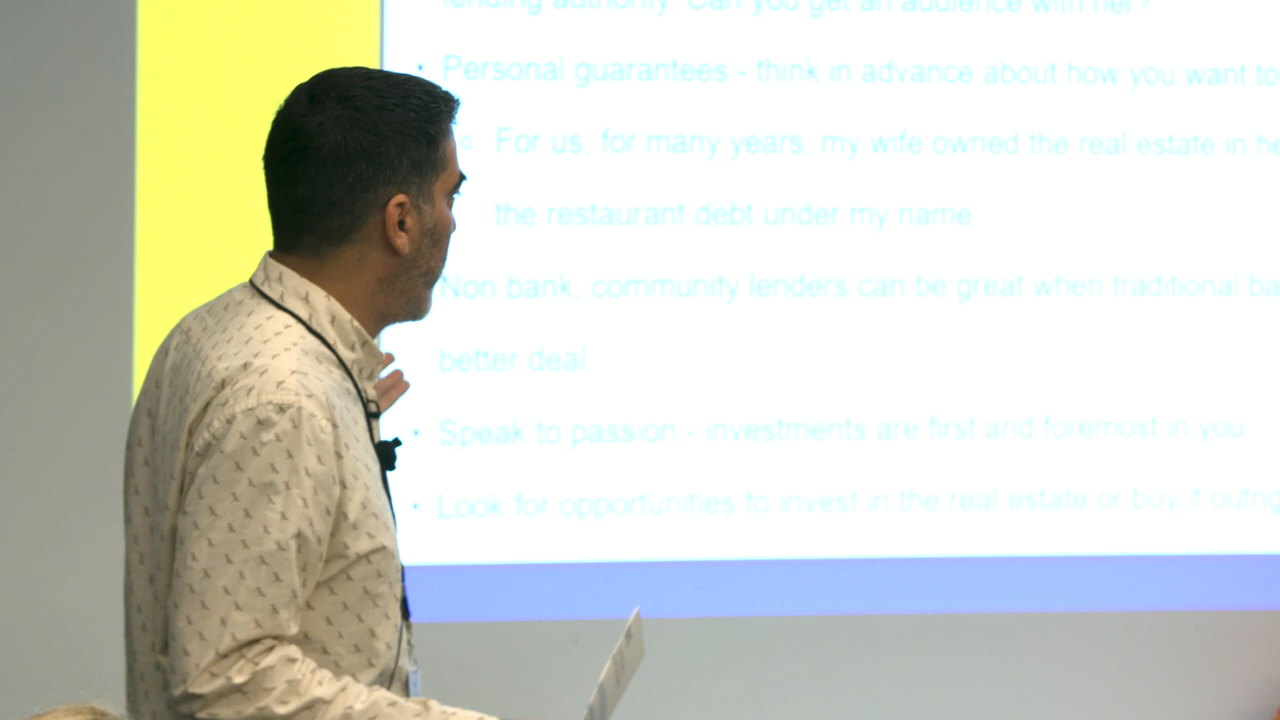 lending authority. Can you get an audience with her?
• Personal guarantees - think in advance about how you want to
○ For us, for many years, my wife owned the real estate in he
the restaurant debt under my name
Non bank, community lenders can be great when traditional ba
better deal
• Speak to passion - investments are first and foremost in you
• Look for opportunities to invest in the real estate or buy it outrig